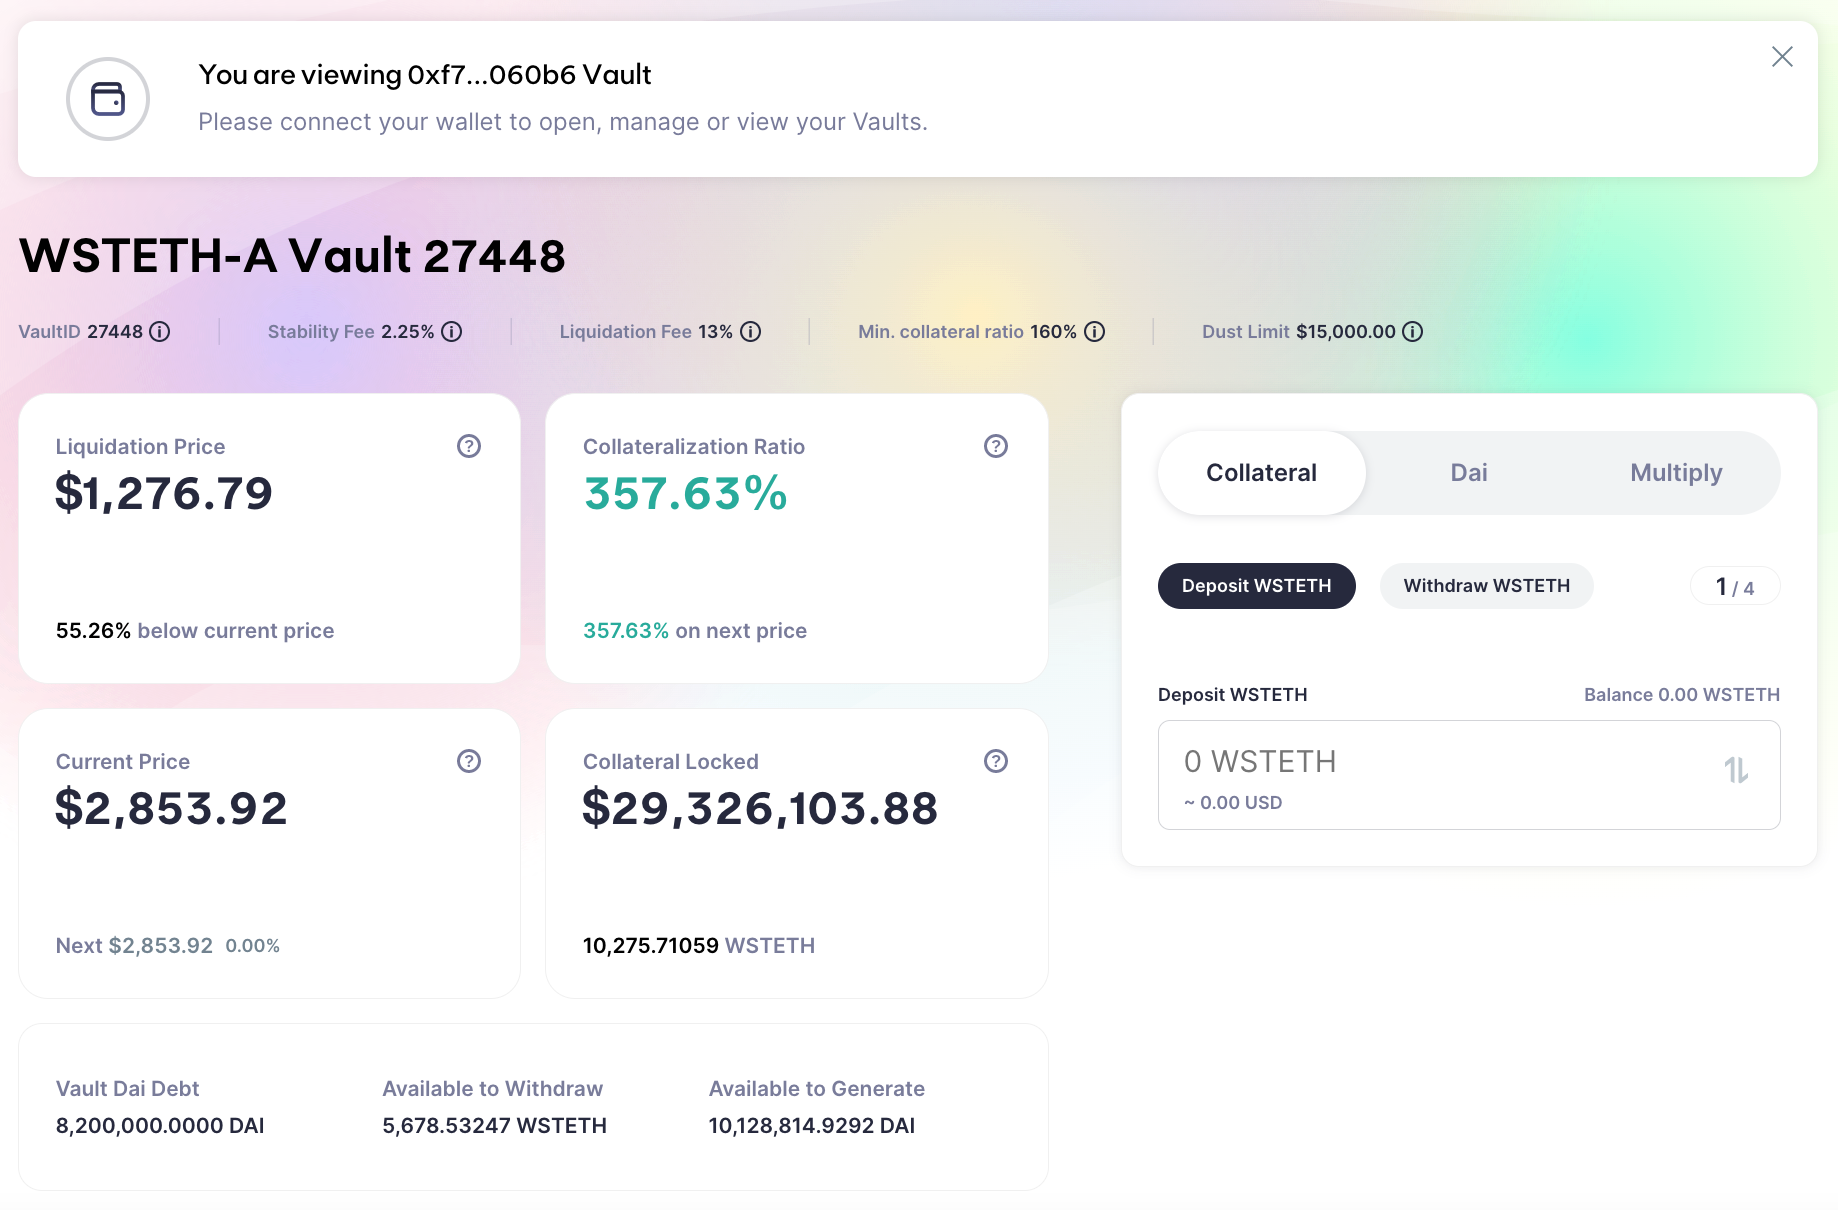 You are viewing 0xf7...060b6 Vault
Please connect your wallet to open, manage or view your Vaults.
WSTETH-A Vault 27448
VaultID 27448
Stability Fee 2.25%
Liquidation Fee 13%
Min. collateral ratio 160%
Dust Limit $15,000.00
Liquidation Price
$1,276.79
55.26% below current price
Collateralization Ratio
357.63%
357.63% on next price
Current Price
$2,853.92
Next $2,853.92 0.00%
Collateral Locked
$29,326,103.88
10,275.71059 WSTETH
Vault Dai Debt
8,200,000.0000 DAI
Available to Withdraw
5,678.53247 WSTETH
Available to Generate
10,128,814.9292 DAI
Collateral
Dai
Multiply
Deposit WSTETH
Withdraw WSTETH
1 / 4
Deposit WSTETH
Balance 0.00 WSTETH
0 WSTETH
~ 0.00 USD